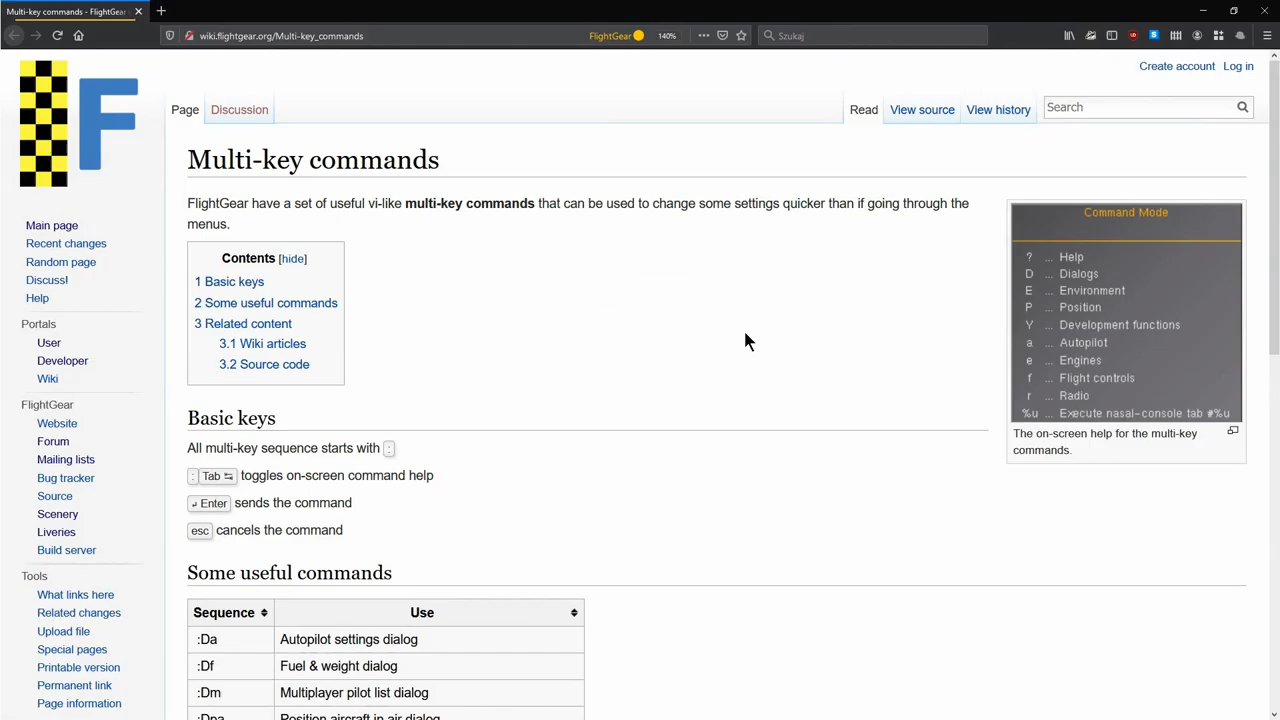 Multi-key commands - FlightGear
wiki.flightgear.org/Multi-key_commands
FlightGear
140%
Szukaj
Create account
Log in
F
Page
Discussion
Read
View source
View history
Search
Multi-key commands
FlightGear have a set of useful vi-like multi-key commands that can be used to change some settings quicker than if going through the
menus.
Contents [hide]
1 Basic keys
2 Some useful commands
3 Related content
3.1 Wiki articles
3.2 Source code
Command Mode
? ... Help
D ... Dialogs
E ... Environment
P ... Position
Y ... Development functions
a ... Autopilot
e ... Engines
f ... Flight controls
r ... Radio
%u ... Execute nasal-console tab #%u
The on-screen help for the multi-key
commands.
Basic keys
All multi-key sequence starts with :
: Tab ↹ toggles on-screen command help
↵ Enter sends the command
esc cancels the command
Some useful commands
Sequence Use
:Da Autopilot settings dialog
:Df Fuel & weight dialog
:Dm Multiplayer pilot list dialog
:Dpa Position aircraft in air dialog
Main page
Recent changes
Random page
Discuss!
Help
Portals
User
Developer
Wiki
FlightGear
Website
Forum
Mailing lists
Bug tracker
Source
Scenery
Liveries
Build server
Tools
What links here
Related changes
Upload file
Special pages
Printable version
Permanent link
Page information